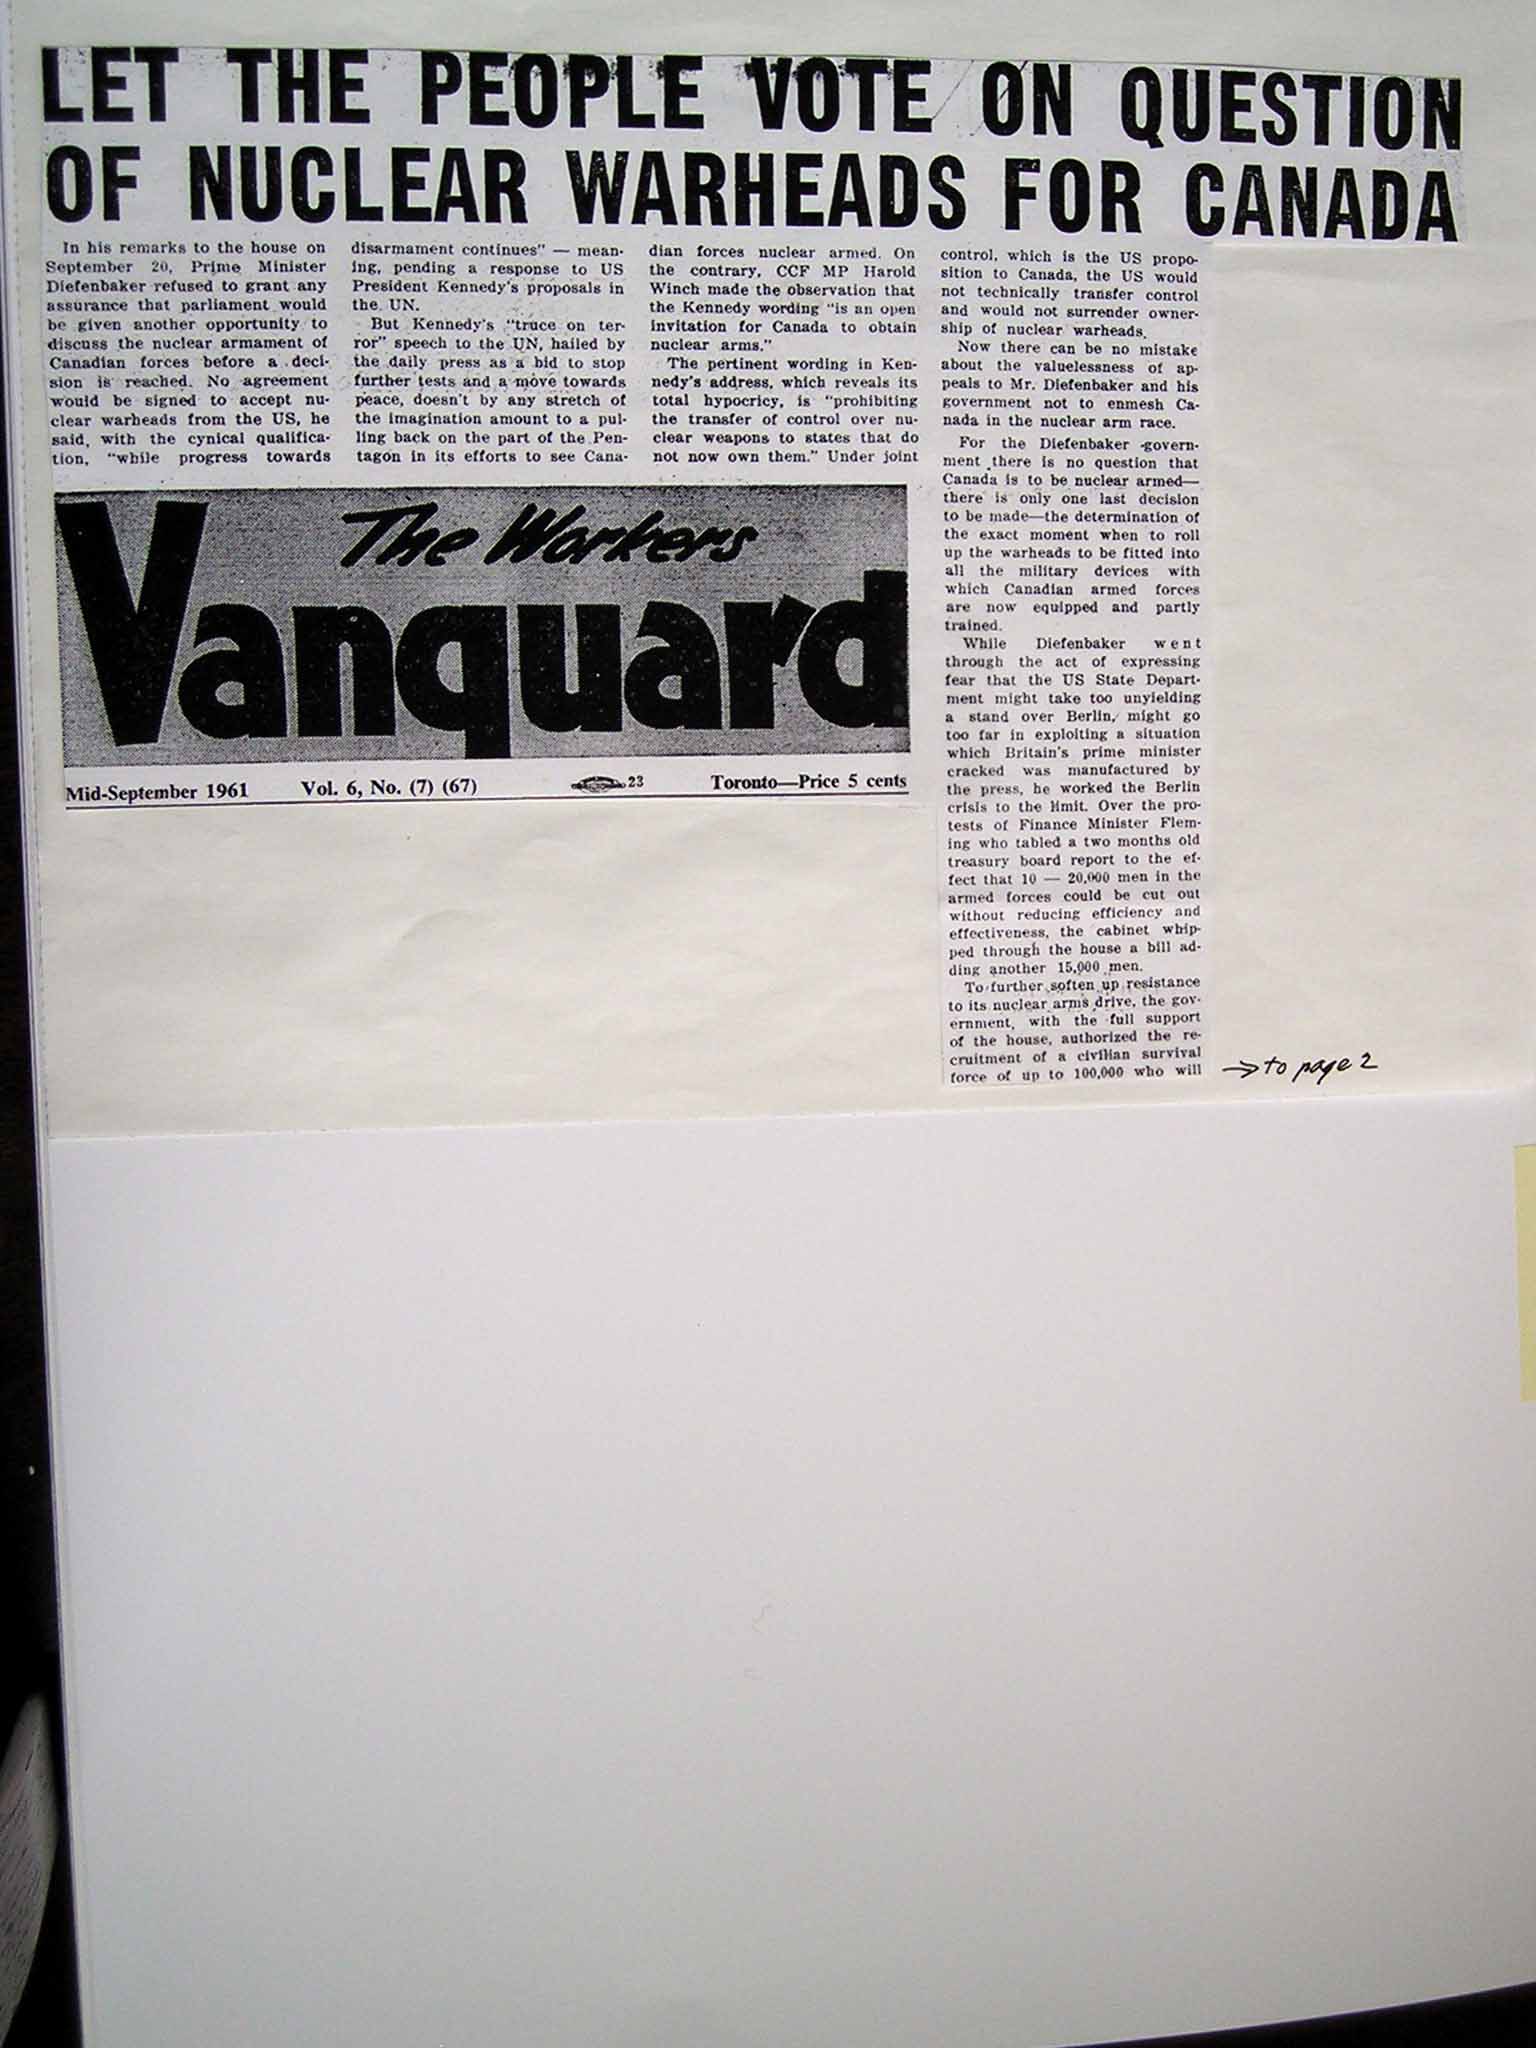 LET THE PEOPLE VOTE ON QUESTION
OF NUCLEAR WARHEADS FOR CANADA
In his remarks to the house on
September 20, Prime Minister
Diefenbaker refused to grant any
assurance that parliament would
be given another opportunity to
discuss the nuclear armament of
Canadian forces before a deci-
sion is reached. No agreement
would be signed to accept nu-
clear warheads from the US, he
said, with the cynical qualifica-
tion, "while progress towards
disarmament continues" — mean-
ing, pending a response to US
President Kennedy's proposals in
the UN.
But Kennedy's "truce on ter-
ror" speech to the UN, hailed by
the daily press as a bid to stop
further tests and a move towards
peace, doesn't by any stretch of
the imagination amount to a pul-
ling back on the part of the Pen-
tagon in its efforts to see Cana-
dian forces nuclear armed. On
the contrary, CCF MP Harold
Winch made the observation that
the Kennedy wording "is an open
invitation for Canada to obtain
nuclear arms."
The pertinent wording in Ken-
nedy's address, which reveals its
total hypocricy, is "prohibiting
the transfer of control over nu-
clear weapons to states that do
not now own them." Under joint
control, which is the US propo-
sition to Canada, the US would
not technically transfer control
and would not surrender owner-
ship of nuclear warheads.
Now there can be no mistake
about the valuelessness of ap-
peals to Mr. Diefenbaker and his
government not to enmesh Ca-
nada in the nuclear arm race.
For the Diefenbaker govern-
ment there is no question that
Canada is to be nuclear armed—
there is only one last decision
to be made—the determination of
the exact moment when to roll
up the warheads to be fitted into
all the military devices with
which Canadian armed forces
are now equipped and partly
trained.
While Diefenbaker went
through the act of expressing
fear that the US State Depart-
ment might take too unyielding
a stand over Berlin, might go
too far in exploiting a situation
which Britain's prime minister
cracked was manufactured by
the press, he worked the Berlin
crisis to the limit. Over the pro-
tests of Finance Minister Flem-
ing who tabled a two months old
treasury board report to the ef-
fect that 10 — 20,000 men in the
armed forces could be cut out
without reducing efficiency and
effectiveness, the cabinet whip-
ped through the house a bill ad-
ding another 15,000 men.
To further soften up resistance
to its nuclear arms drive, the gov-
ernment, with the full support
of the house, authorized the re-
cruitment of a civilian survival
force of up to 100,000 who will
→ to page 2
The Workers
Vanguard
Mid-September 1961 Vol. 6, No. (7) (67) 23 Toronto—Price 5 cents